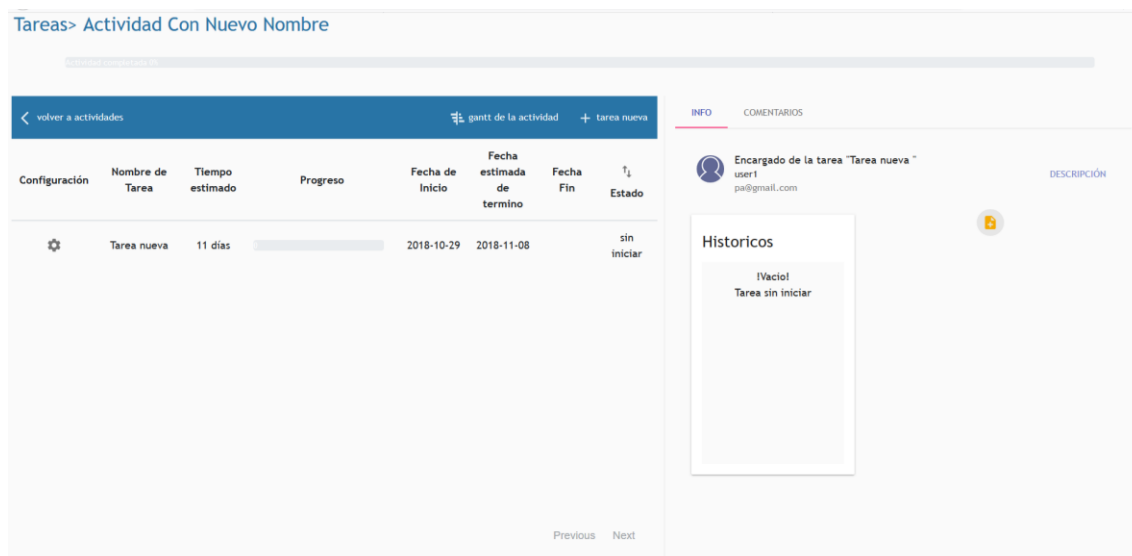 Tareas> Actividad Con Nuevo Nombre
Actividad completada 0%
volver a actividades
gantt de la actividad
tarea nueva
Configuración
Nombre de
Tarea
Tiempo
estimado
Progreso
Fecha de
Inicio
Fecha
estimada
de
termino
Fecha
Fin
Estado
Tarea nueva
11 días
2018-10-29
2018-11-08
sin
iniciar
Previous
Next
INFO
COMENTARIOS
Encargado de la tarea "Tarea nueva "
user1
pa@gmail.com
DESCRIPCIÓN
Historicos
!Vacio!
Tarea sin iniciar